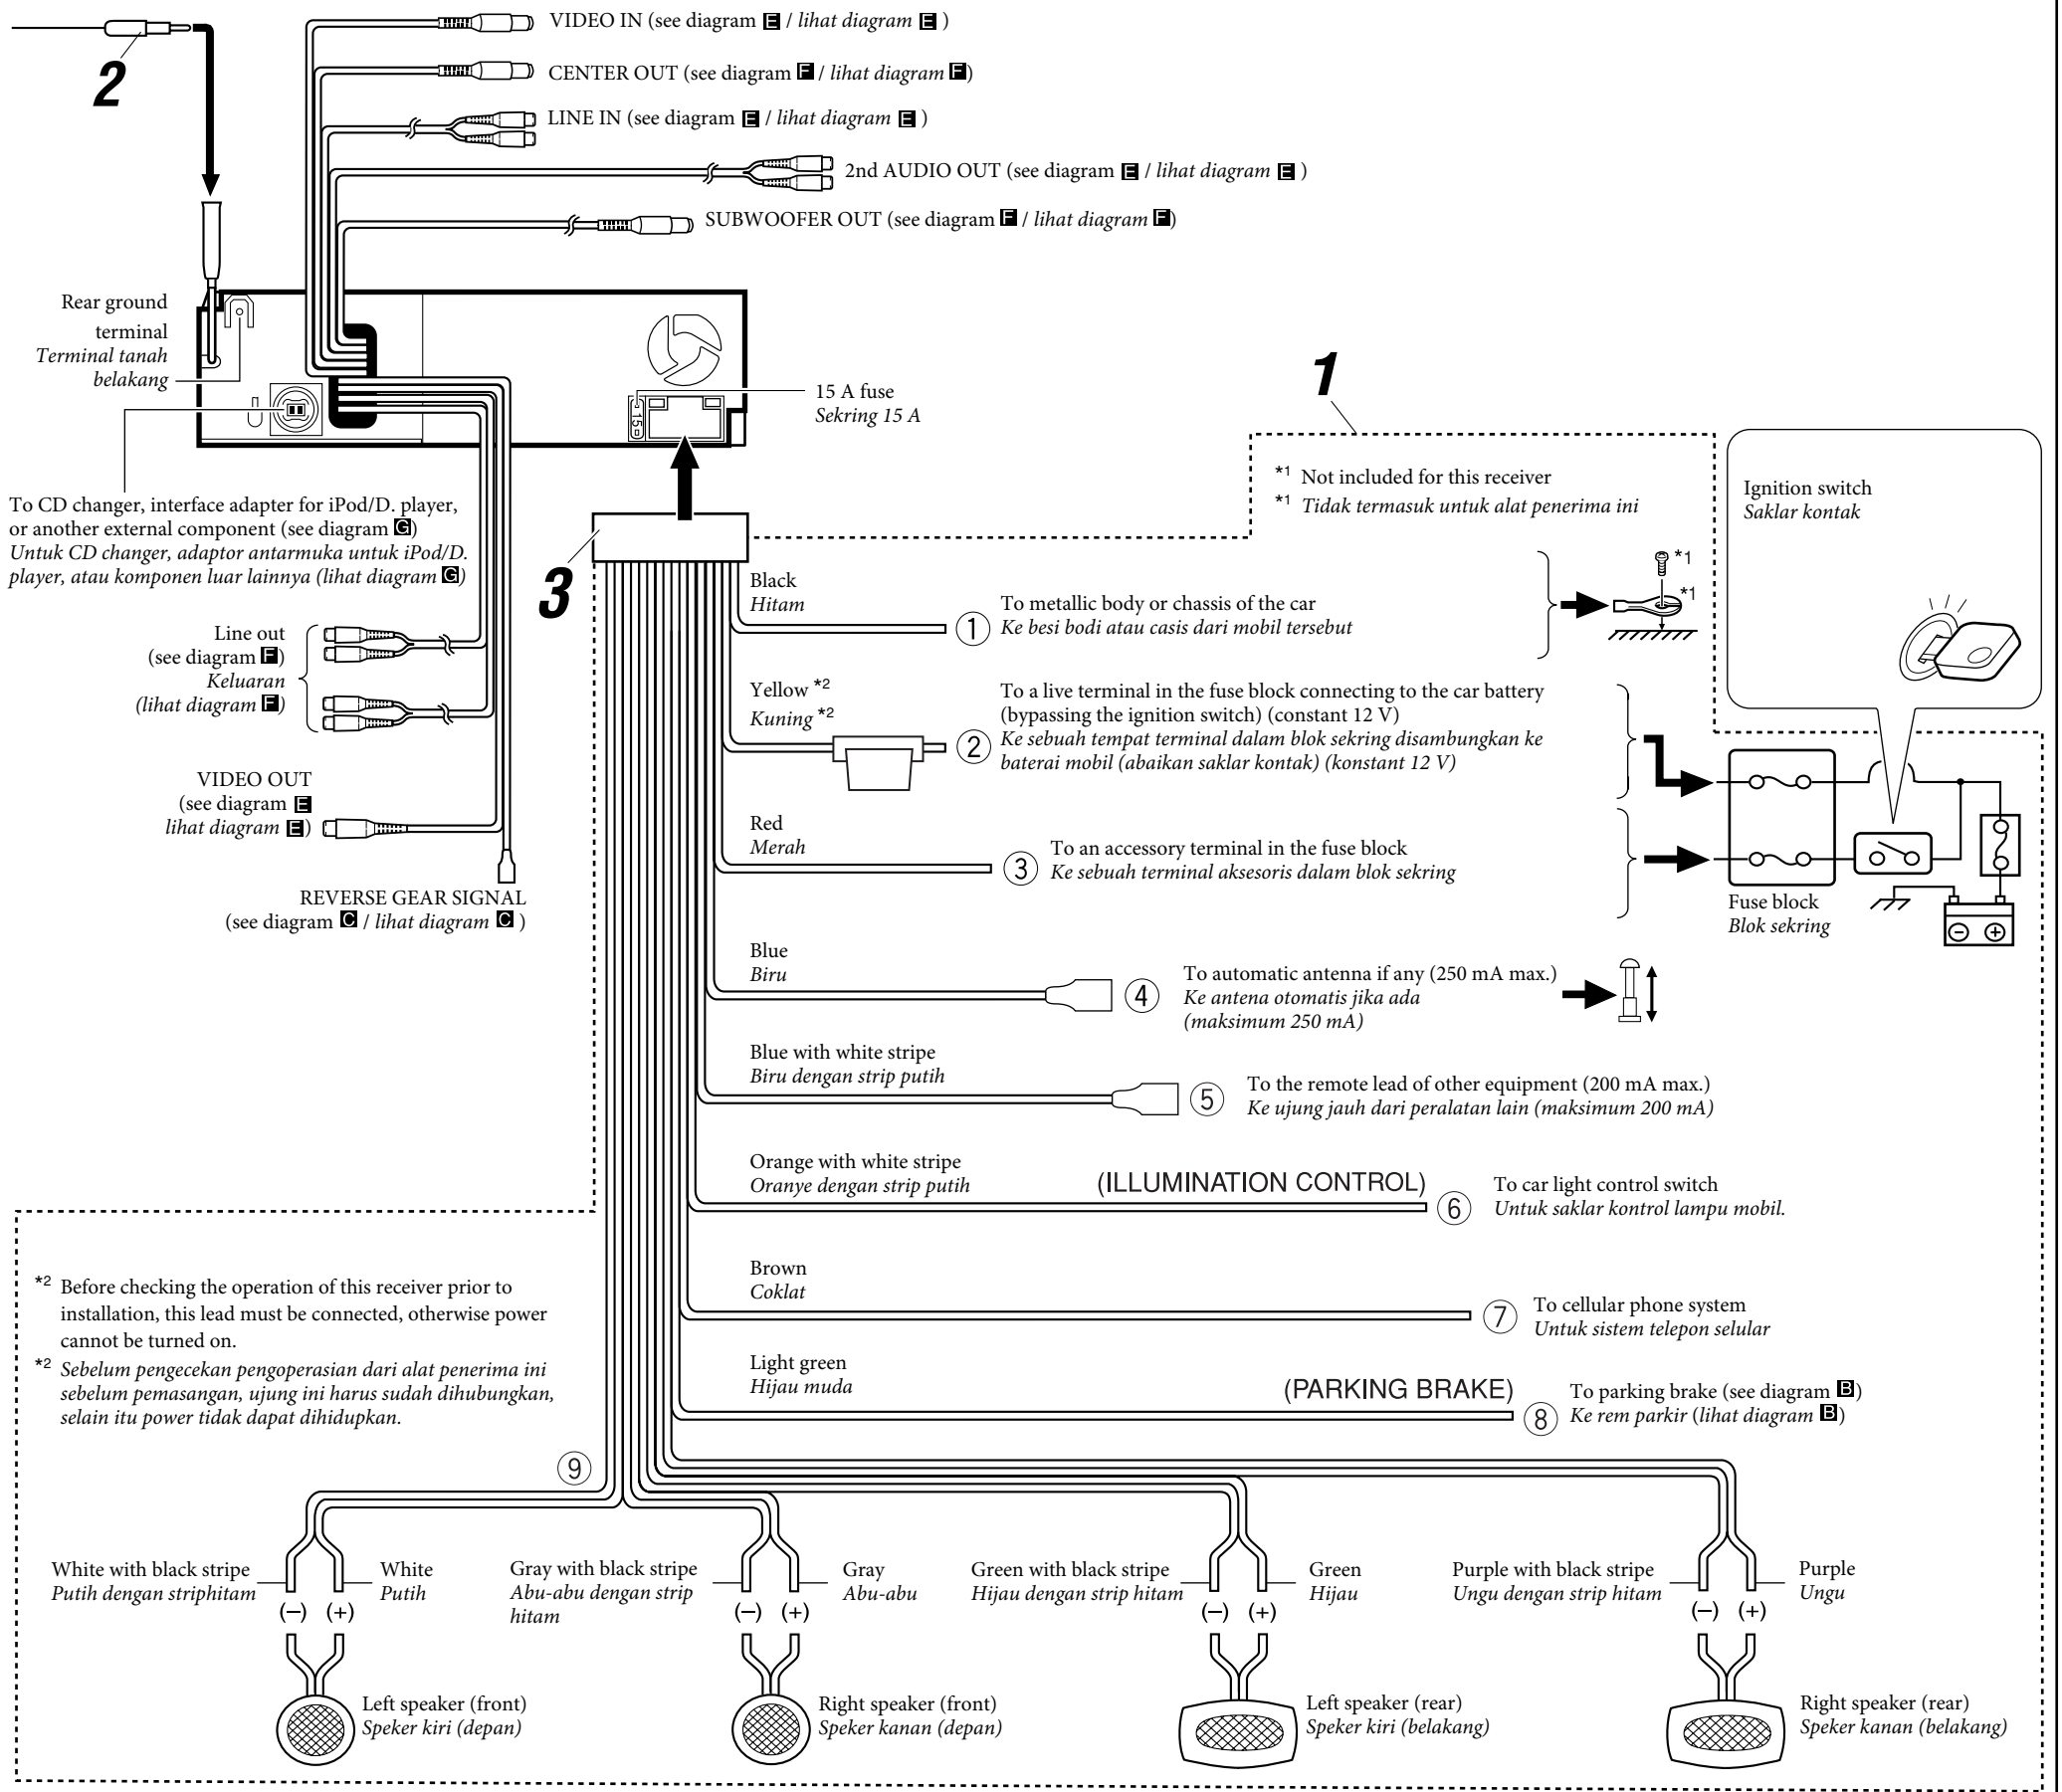 VIDEO IN (see diagram E / lihat diagram E )
2
CENTER OUT (see diagram F / lihat diagram F)
LINE IN (see diagram E / lihat diagram E )
2nd AUDIO OUT (see diagram E / lihat diagram E )
SUBWOOFER OUT (see diagram F / lihat diagram F)
Rear ground
terminal
Terminal tanah
belakang
15
15 A fuse
Sekring 15 A
1
*1 Not included for this receiver
*1 Tidak termasuk untuk alat penerima ini
Ignition switch
Saklar kontak
To CD changer, interface adapter for iPod/D. player,
or another external component (see diagram G)
Untuk CD changer, adaptor antarmuka untuk iPod/D.
player, atau komponen luar lainnya (lihat diagram G)
3
Black
Hitam
1
To metallic body or chassis of the car
Ke besi bodi atau casis dari mobil tersebut
*1
*1
Line out
(see diagram F)
Keluaran
(lihat diagram F)
Yellow *2
Kuning *2
2
To a live terminal in the fuse block connecting to the car battery
(bypassing the ignition switch) (constant 12 V)
Ke sebuah tempat terminal dalam blok sekring disambungkan ke
baterai mobil (abaikan saklar kontak) (konstant 12 V)
VIDEO OUT
(see diagram E
lihat diagram E)
Red
Merah
3
To an accessory terminal in the fuse block
Ke sebuah terminal aksesoris dalam blok sekring
Fuse block
Blok sekring
REVERSE GEAR SIGNAL
(see diagram C / lihat diagram C )
Blue
Biru
4
To automatic antenna if any (250 mA max.)
Ke antena otomatis jika ada
(maksimum 250 mA)
Blue with white stripe
Biru dengan strip putih
5
To the remote lead of other equipment (200 mA max.)
Ke ujung jauh dari peralatan lain (maksimum 200 mA)
Orange with white stripe
Oranye dengan strip putih
(ILLUMINATION CONTROL)
6
To car light control switch
Untuk saklar kontrol lampu mobil.
Brown
Coklat
7
To cellular phone system
Untuk sistem telepon selular
*2 Before checking the operation of this receiver prior to
installation, this lead must be connected, otherwise power
cannot be turned on.
*2 Sebelum pengecekan pengoperasian dari alat penerima ini
sebelum pemasangan, ujung ini harus sudah dihubungkan,
selain itu power tidak dapat dihidupkan.
Light green
Hijau muda
(PARKING BRAKE)
8
To parking brake (see diagram B)
Ke rem parkir (lihat diagram B)
9
White with black stripe
Putih dengan striphitam
White
Putih
Gray with black stripe
Abu-abu dengan strip
hitam
Gray
Abu-abu
Green with black stripe
Hijau dengan strip hitam
Green
Hijau
Purple with black stripe
Ungu dengan strip hitam
Purple
Ungu
(−) (+)
(−) (+)
(−) (+)
(−) (+)
Left speaker (front)
Speker kiri (depan)
Right speaker (front)
Speker kanan (depan)
Left speaker (rear)
Speker kiri (belakang)
Right speaker (rear)
Speker kanan (belakang)